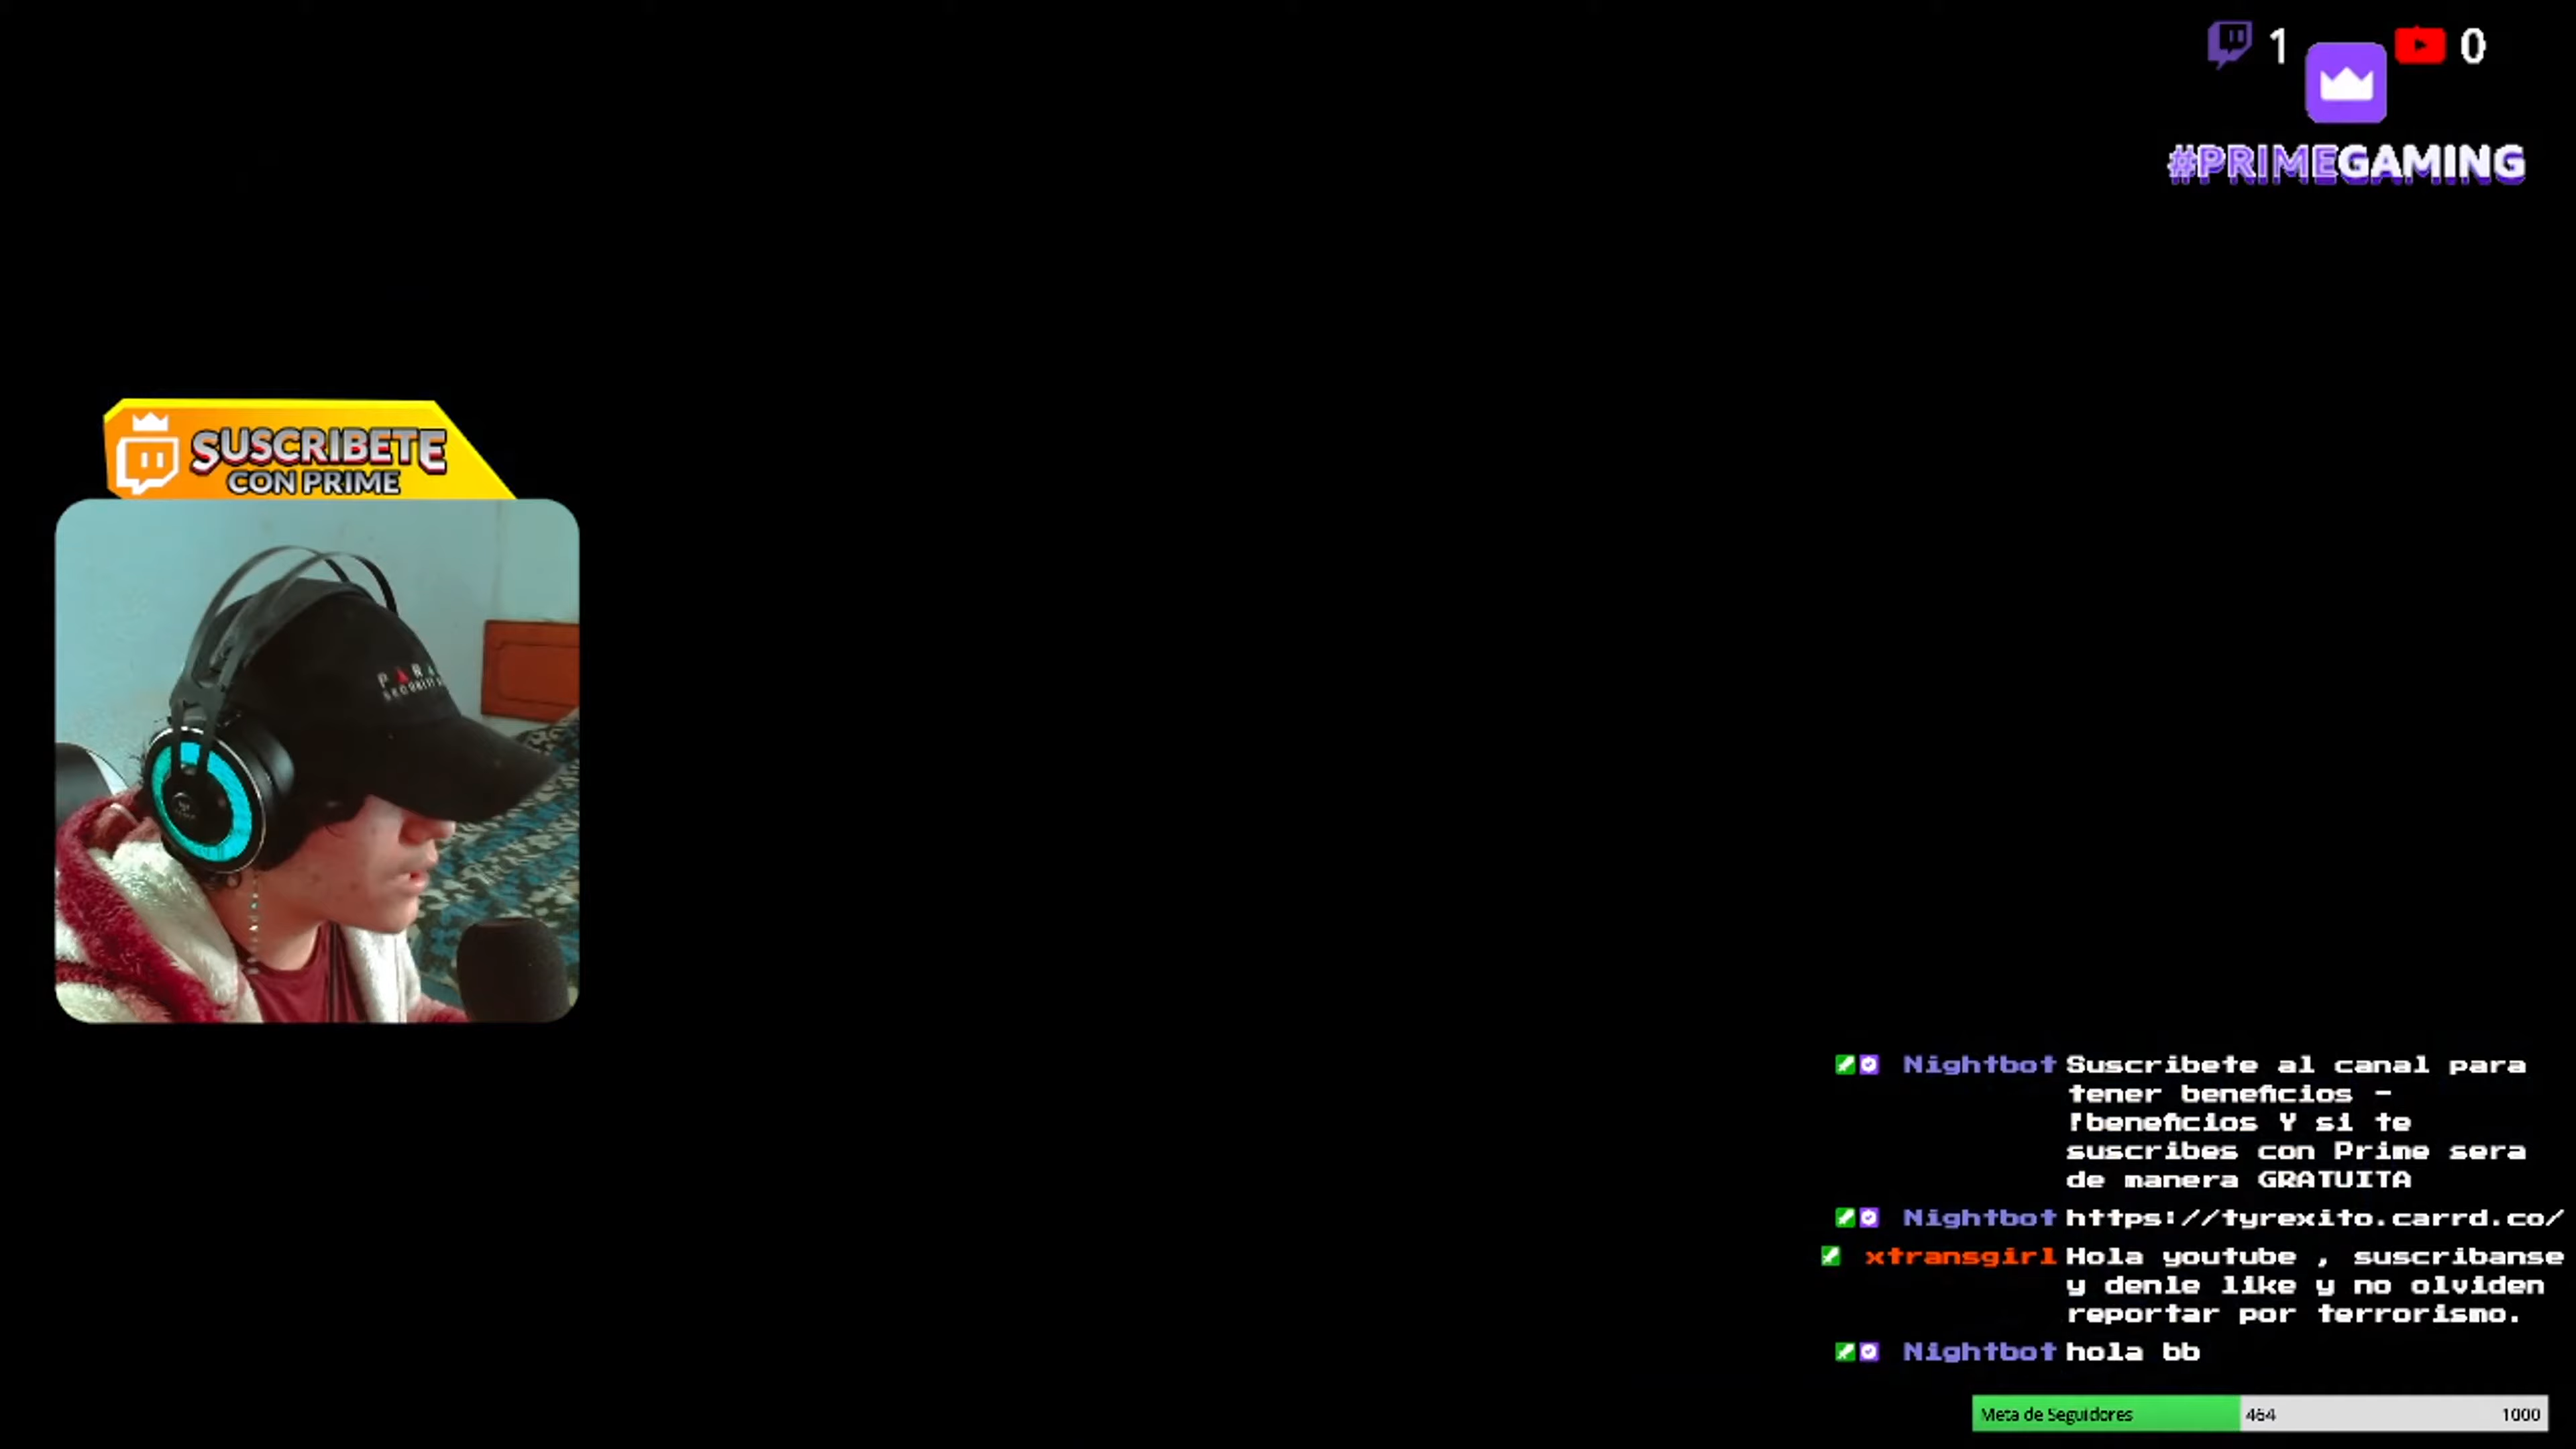 1
0
#PRIMEGAMING
SUSCRIBETE
CON PRIME
Nightbot Suscribete al canal para
tener beneficios -
!beneficios Y si te
suscribes con Prime sera
de manera GRATUITA
Nightbot https://tyrexito.carrd.co/
xtransgirl Hola youtube , suscribanse
y denle like y no olviden
reportar por terrorismo.
Nightbot hola bb
Meta de Seguidores 464 1000